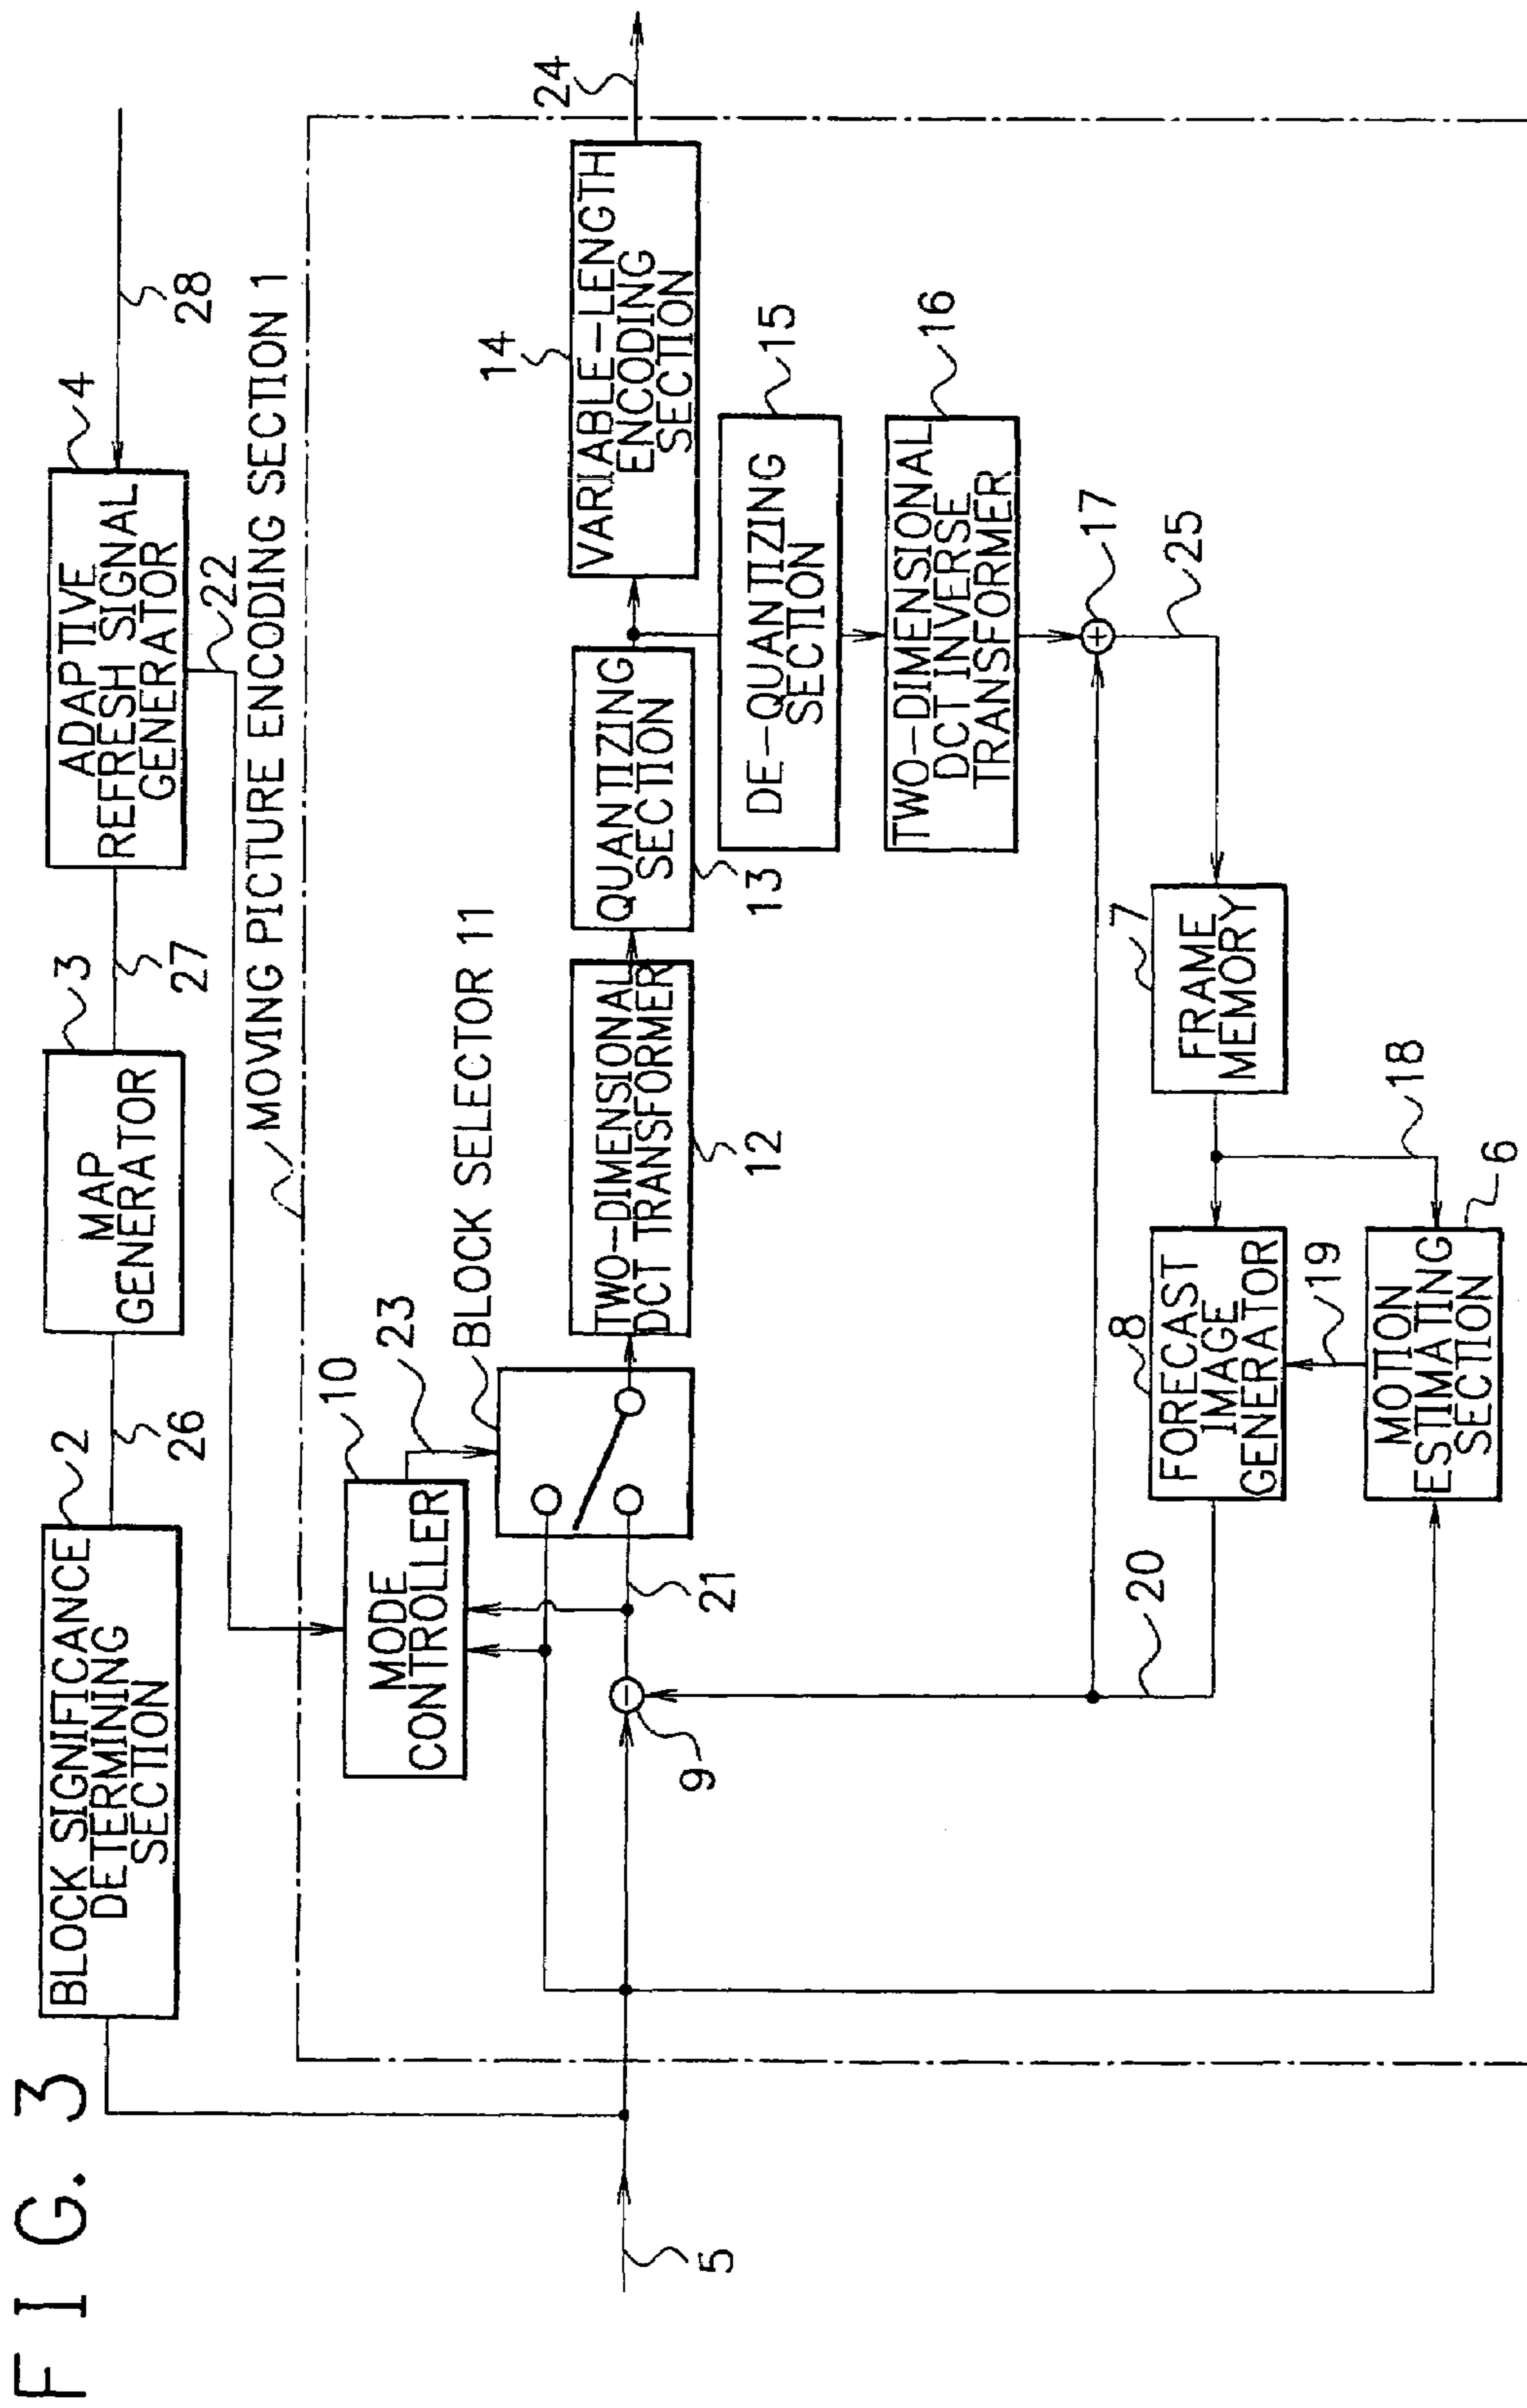 FIG. 3
BLOCK SIGNIFICANCE
DETERMINING
SECTION
2
26
MAP
GENERATOR
3
27
ADAPTIVE
REFRESH SIGNAL
GENERATOR
4
28
22
MOVING PICTURE ENCODING SECTION 1
5
MODE
CONTROLLER
10
23
BLOCK SELECTOR 11
21
9
TWO-DIMENSIONAL
DCT TRANSFORMER
12
QUANTIZING
SECTION
13
VARIABLE-LENGTH
ENCODING
SECTION
14
24
DE-QUANTIZING
SECTION
15
TWO-DIMENSIONAL
DCT INVERSE
TRANSFORMER
16
17
25
FRAME
MEMORY
7
18
FORECAST
IMAGE
GENERATOR
8
20
19
MOTION
ESTIMATING
SECTION
6